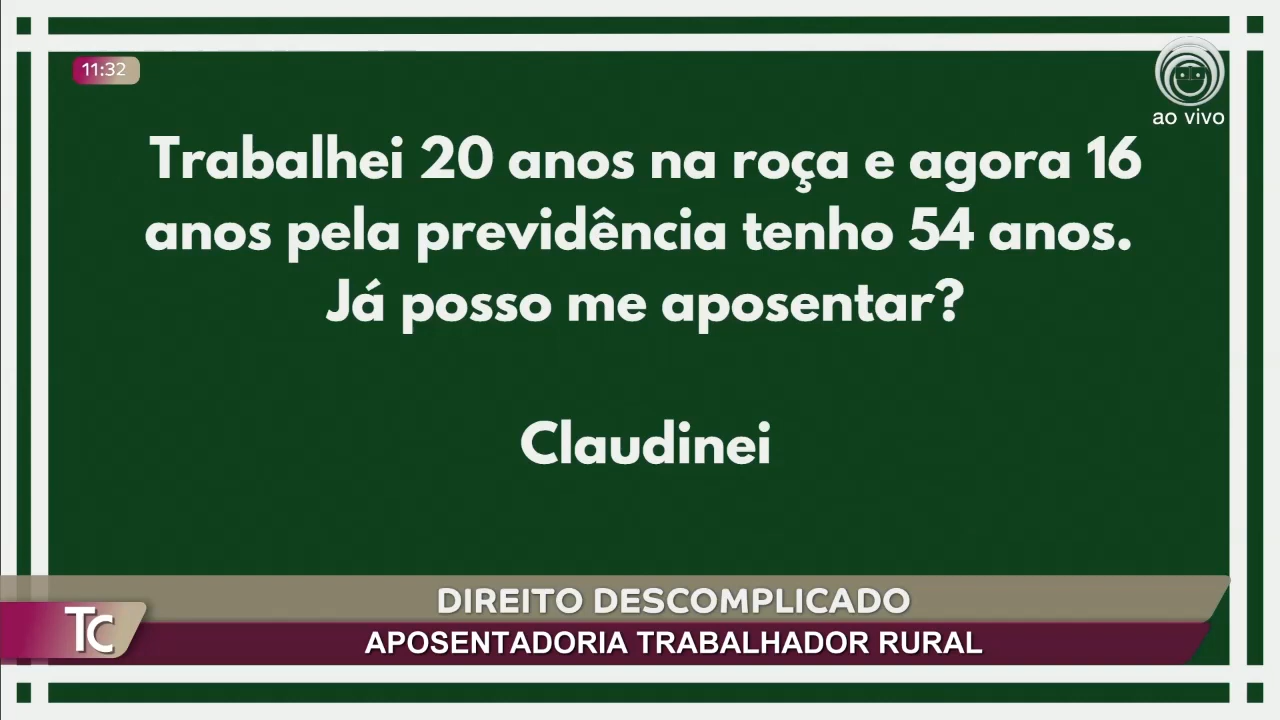 11:32
ao vivo
Trabalhei 20 anos na roça e agora 16
anos pela previdência tenho 54 anos.
Já posso me aposentar?
Claudinei
DIREITO DESCOMPLICADO
Tc
APOSENTADORIA TRABALHADOR RURAL